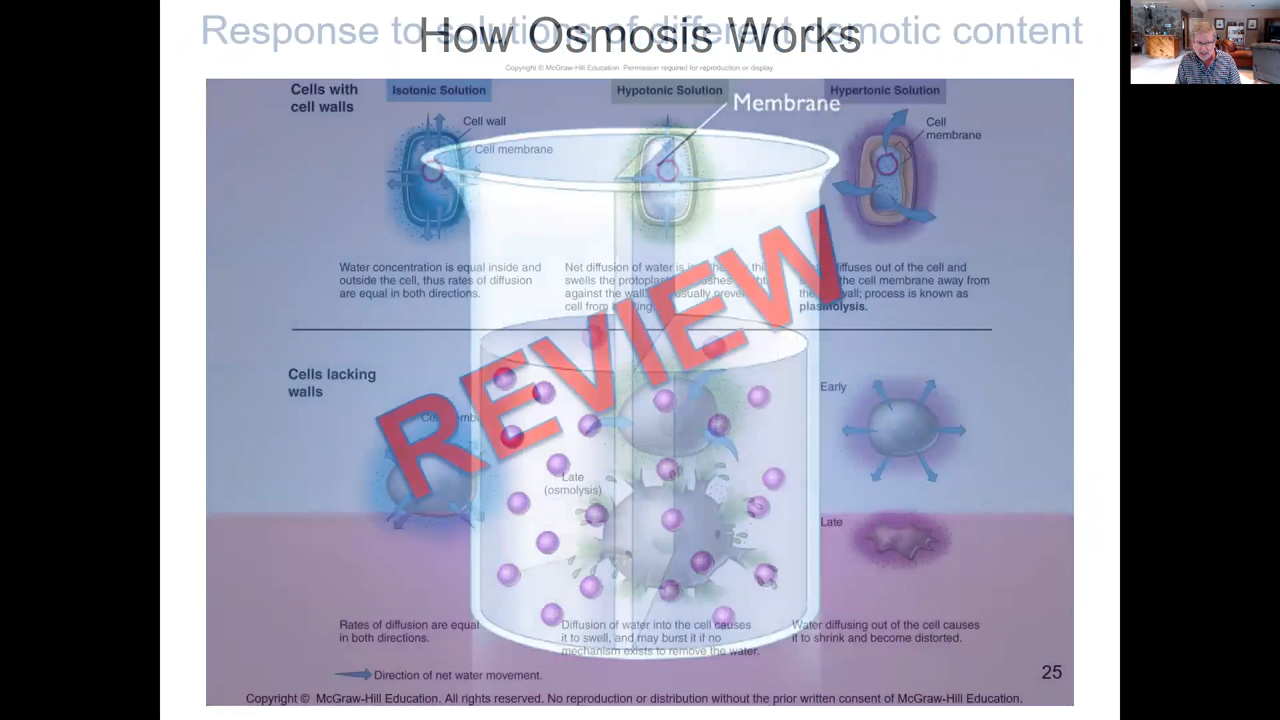 Response to solutions of different osmotic content
How Osmosis Works
Copyright © McGraw-Hill Education. Permission required for reproduction or display.
Cells with
cell walls
Isotonic Solution
Hypotonic Solution
Hypertonic Solution
Membrane
Cell wall
Cell membrane
Cell
membrane
Water concentration is equal inside and
outside the cell, thus rates of diffusion
are equal in both directions.
Net diffusion of water is
swells the
against the wall
cell from
diffuses out of the cell and
the cell membrane away from
process is known as
plasmolysis.
REVIEW
Cells lacking
walls
Early
Late
(osmolysis)
Late
Rates of diffusion are equal
in both directions.
Diffusion of water into the cell causes
it to swell, and may burst it if no
mechanism exists to remove the water.
Water diffusing out of the cell causes
it to shrink and become distorted.
Direction of net water movement.
25
Copyright © McGraw-Hill Education. All rights reserved. No reproduction or distribution without the prior written consent of McGraw-Hill Education.